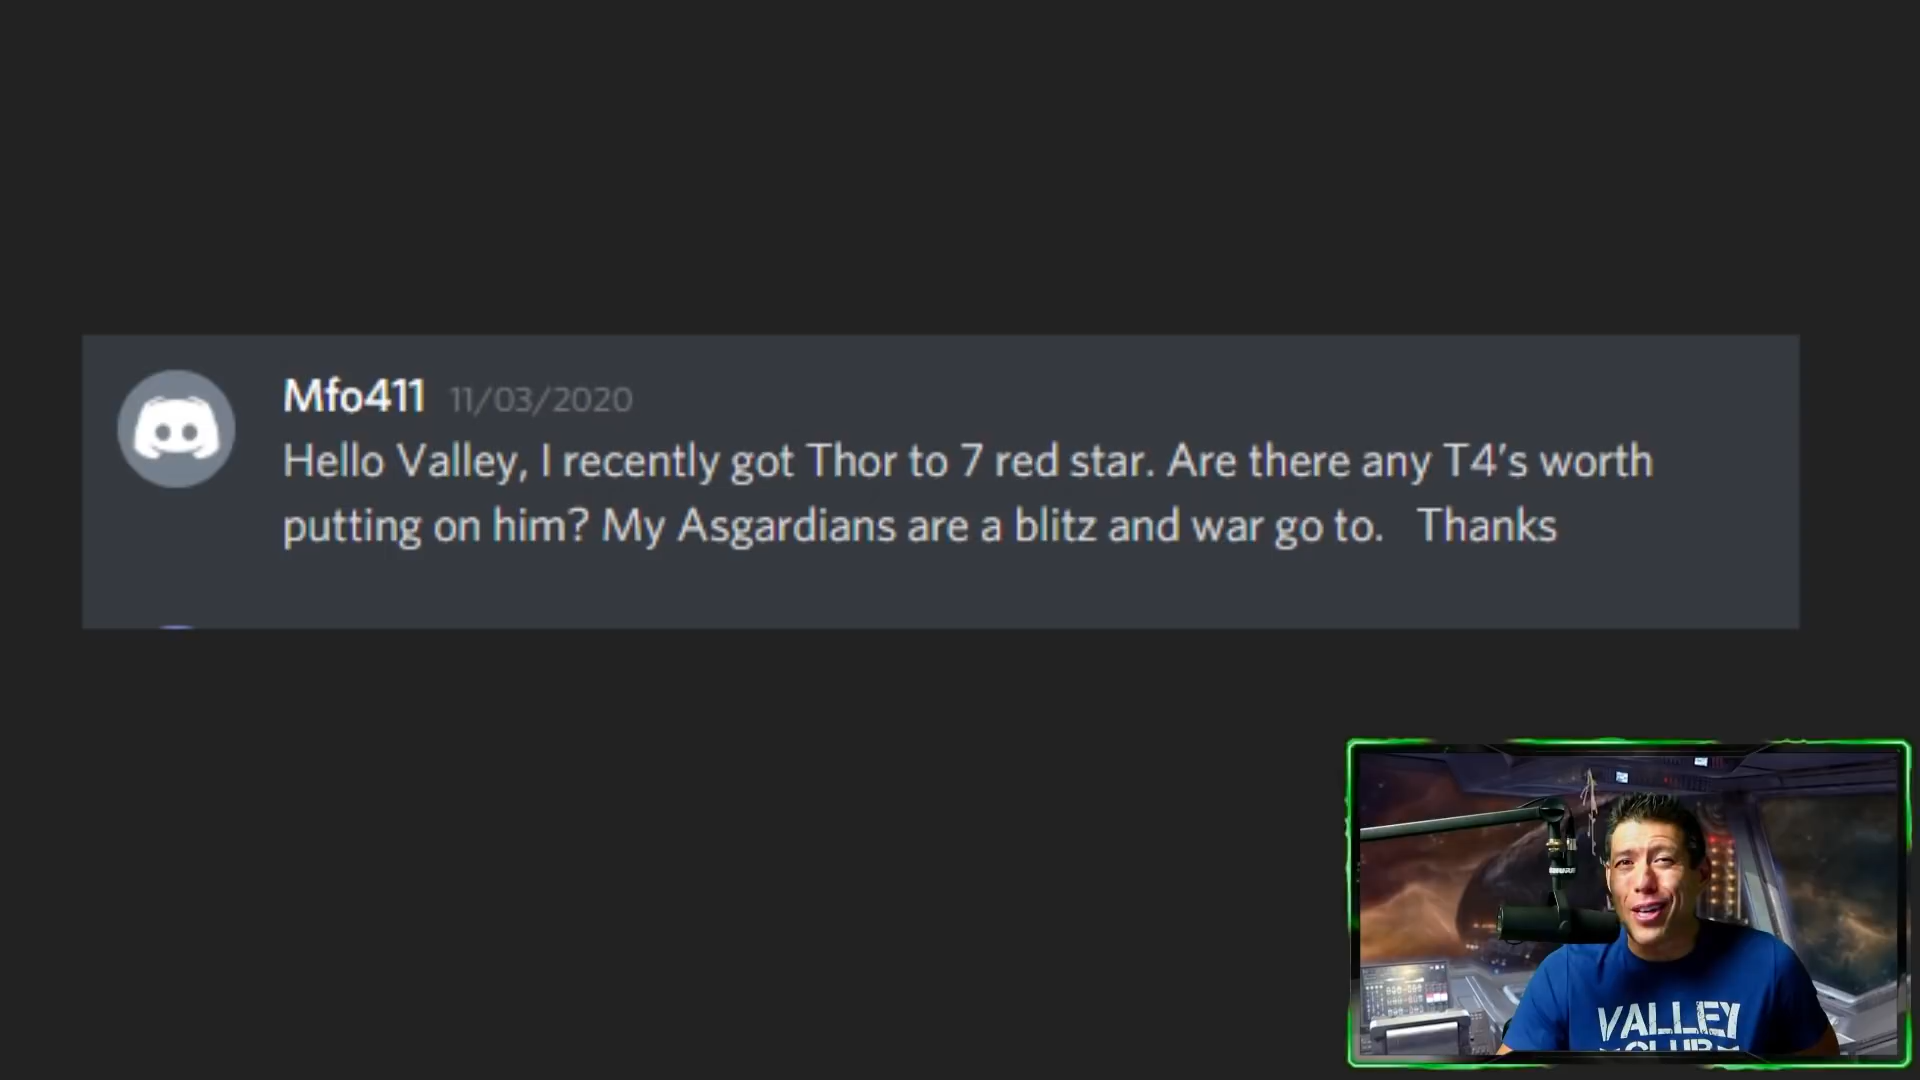 Mfo411 11/03/2020
Hello Valley, I recently got Thor to 7 red star. Are there any T4's worth
putting on him? My Asgardians are a blitz and war go to. Thanks
VALLEY
CLUB